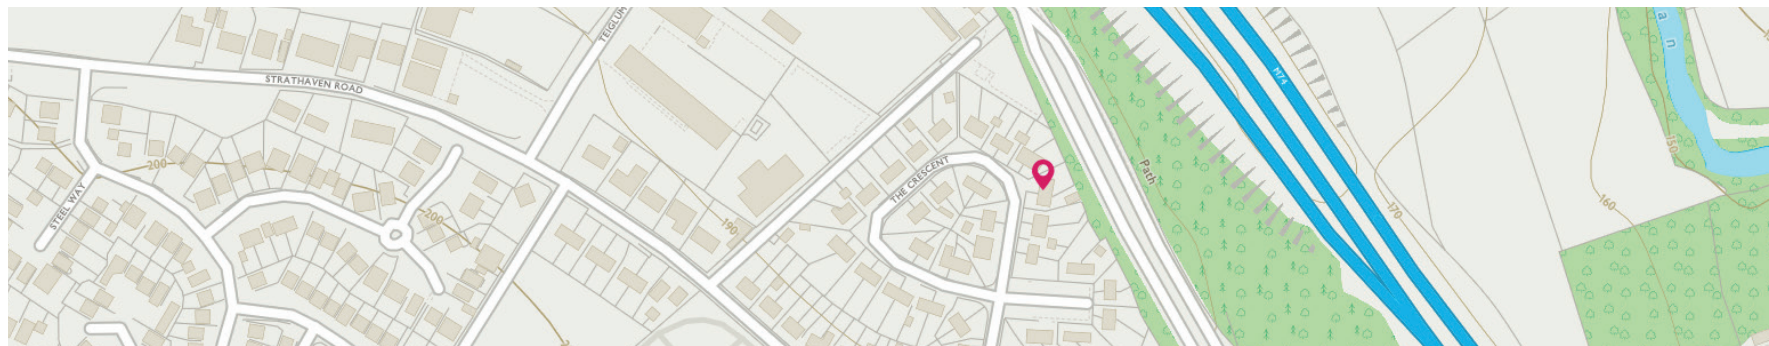 a
n
TEIGLUM
M74
STRATHAVEN ROAD
150
200
THE CRESCENT
Path
STEEL WAY
200
170
160
190